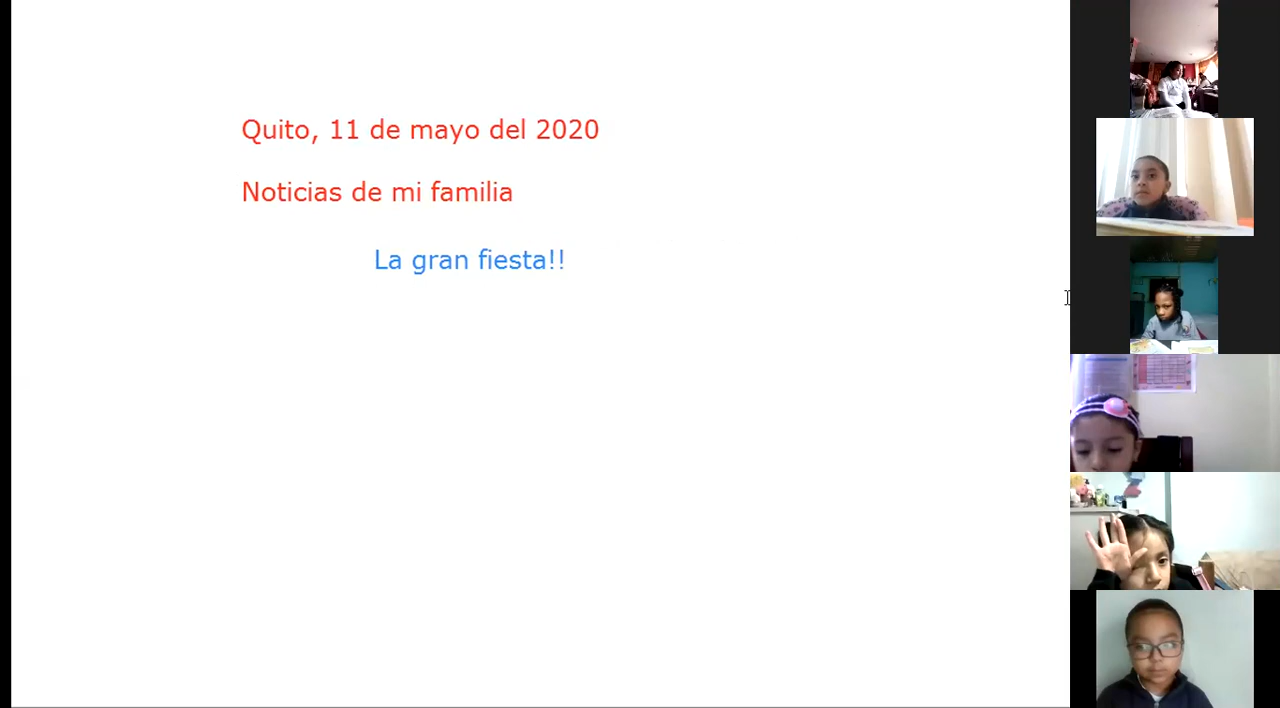 Quito, 11 de mayo del 2020
Noticias de mi familia
La gran fiesta!!